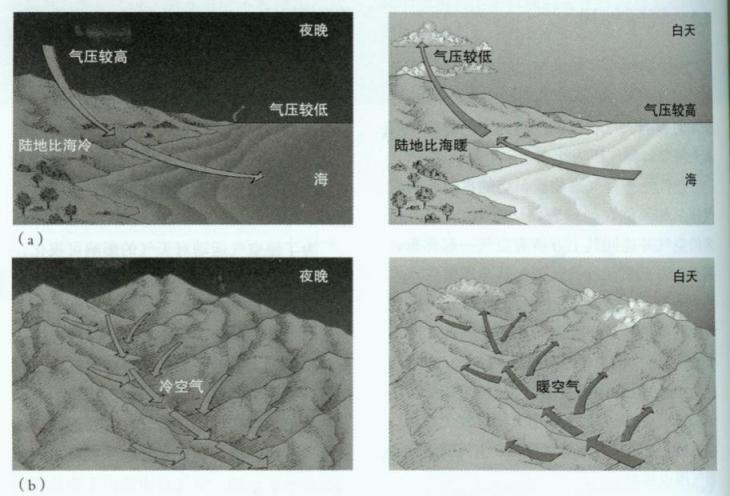 夜晚
气压较高
气压较低
陆地比海冷
海
白天
气压较低
气压较高
陆地比海暖
海
(a)
夜晚
冷空气
白天
暖空气
(b)